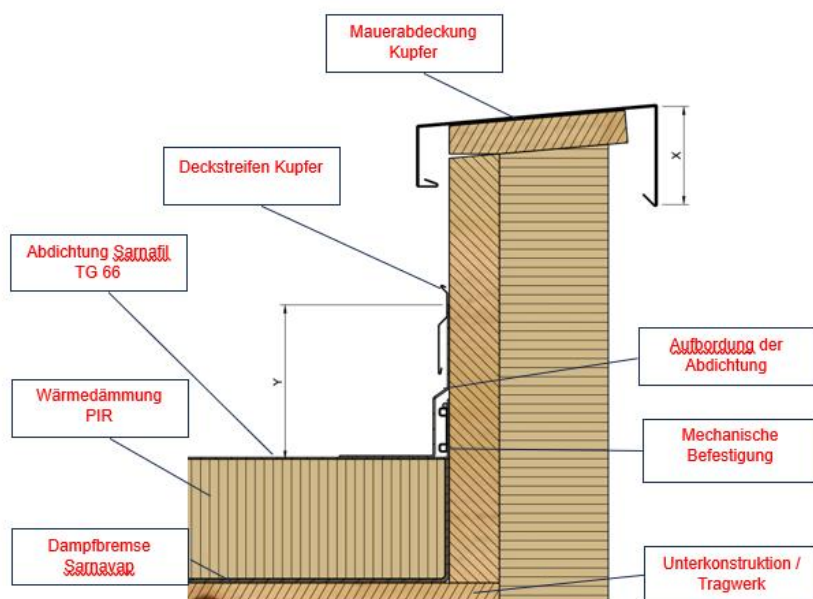 Mauerabdeckung
Kupfer
Deckstreifen Kupfer
X
Abdichtung Sarnafil
TG 66
Y
Aufbordung der
Abdichtung
Wärmedämmung
PIR
Mechanische
Befestigung
Dampfbremse
Sarnavap
Unterkonstruktion /
Tragwerk